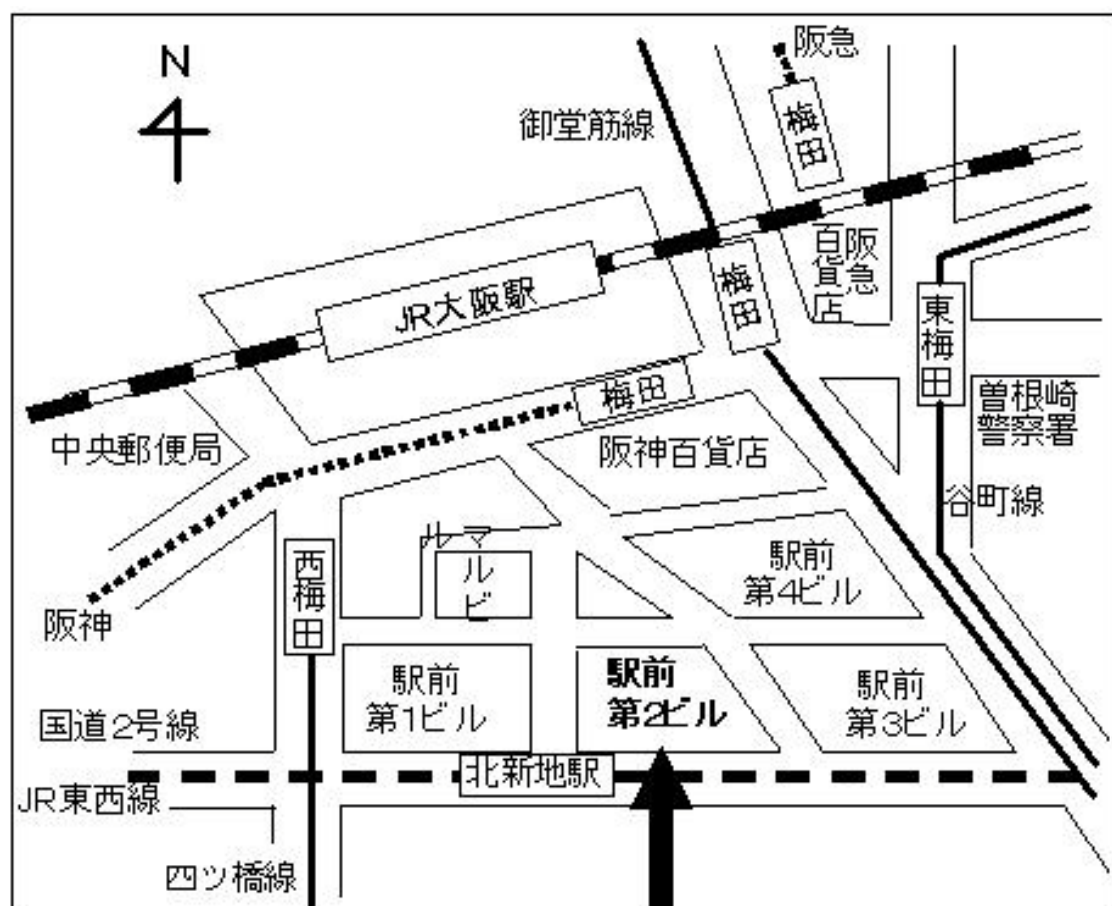 N
阪急
梅田
御堂筋線
阪急
百貨店
JR大阪駅
梅田
東梅田
梅田
中央郵便局
阪神百貨店
曽根崎
警察署
谷町線
マルビ
ル
西梅田
駅前
第4ビル
阪神
駅前
第1ビル
駅前
第2ビル
駅前
第3ビル
国道2号線
北新地駅
JR東西線
四ツ橋線